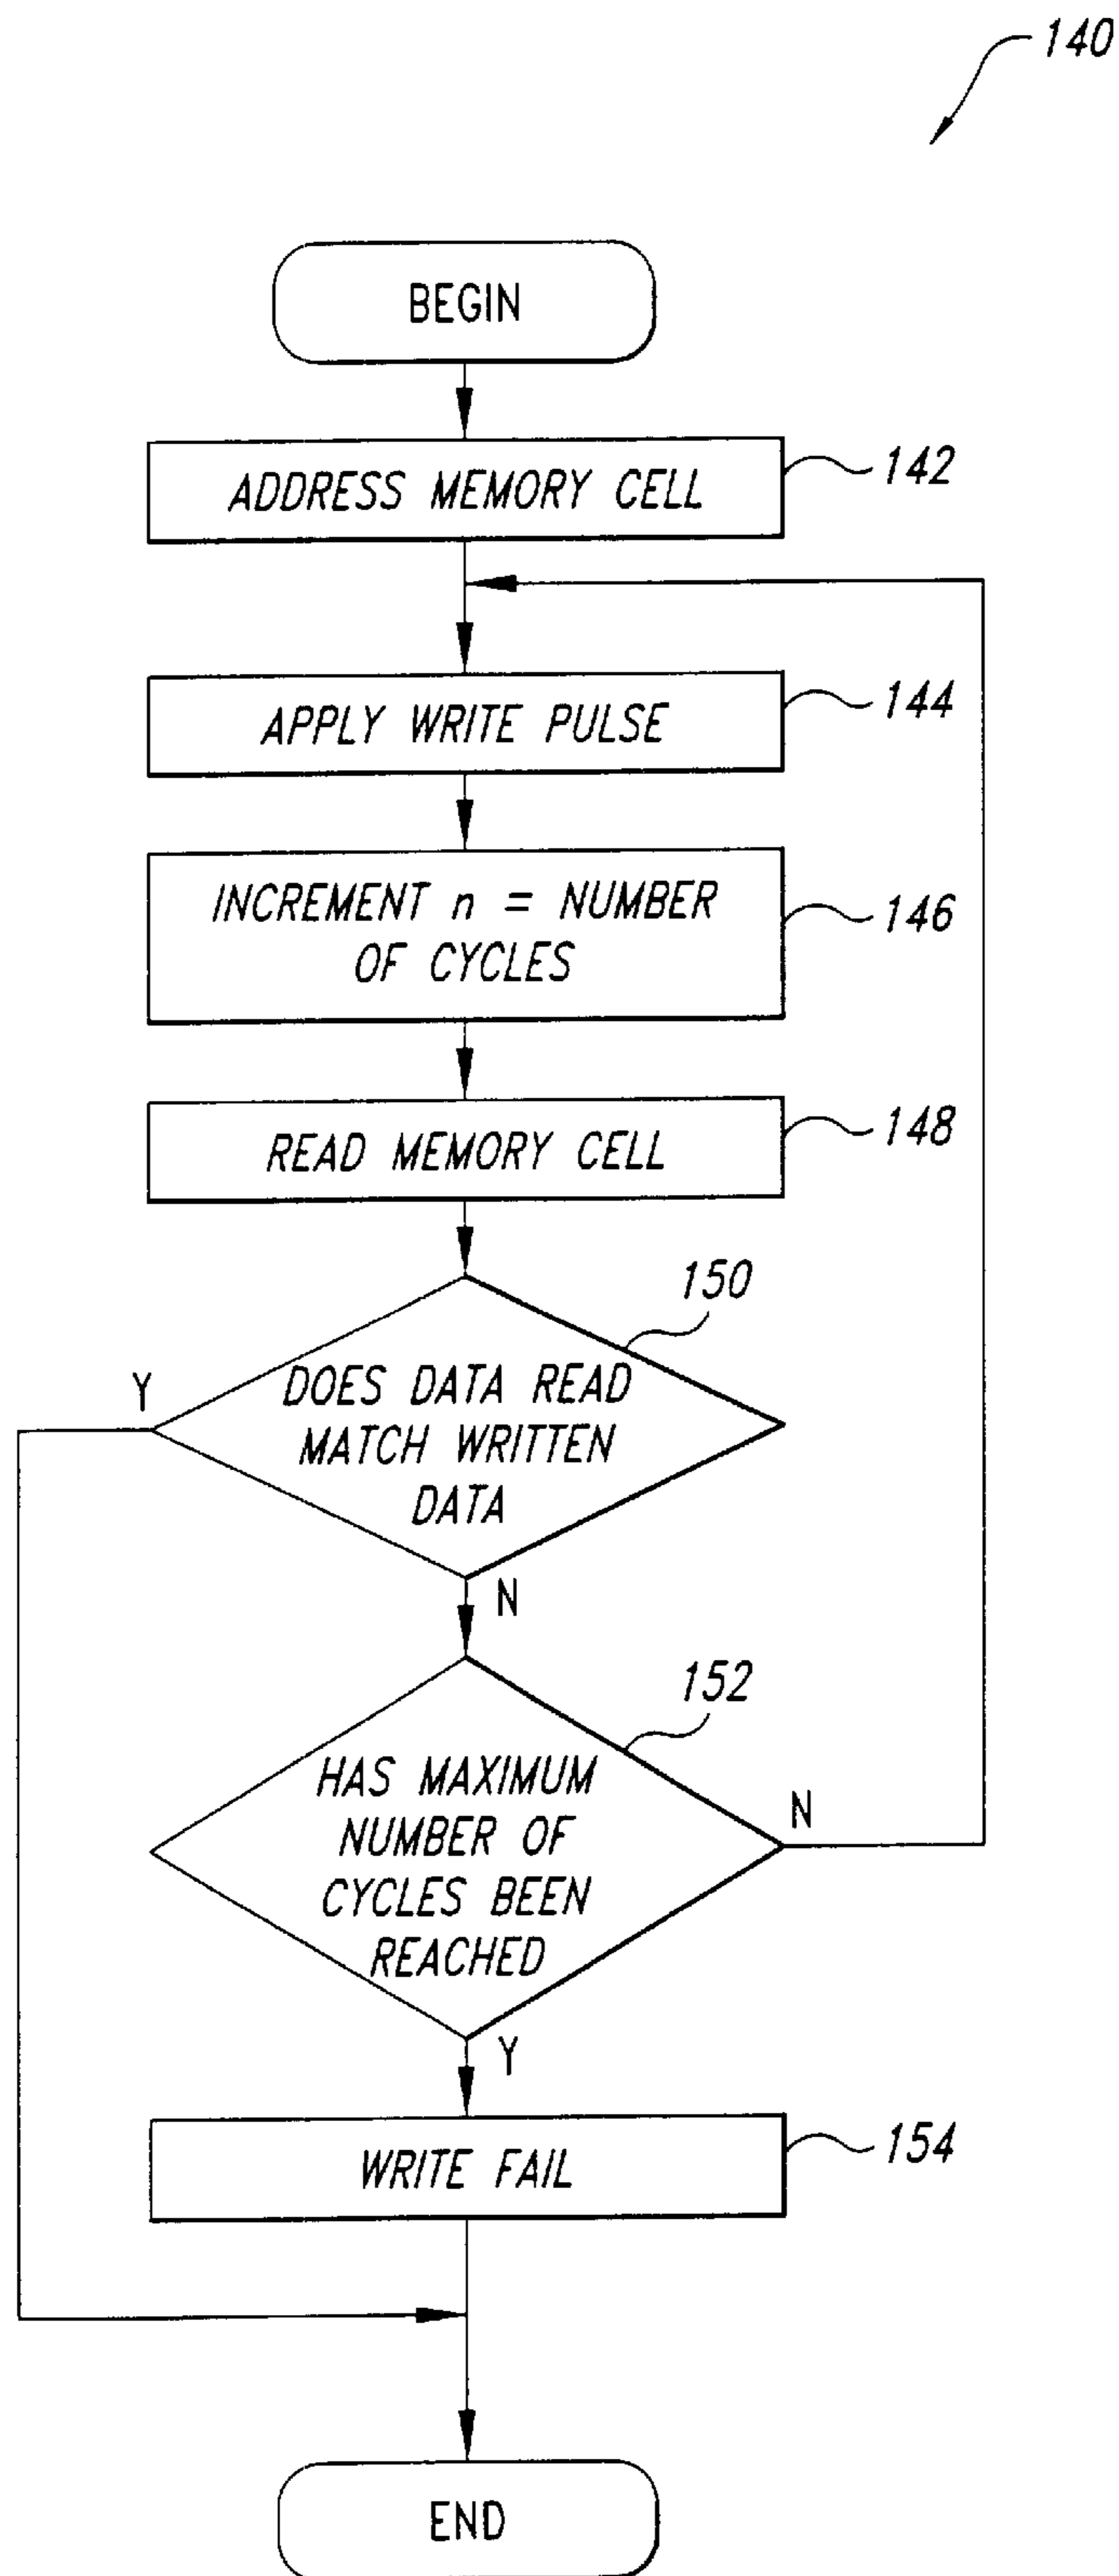 140
BEGIN
ADDRESS MEMORY CELL
142
APPLY WRITE PULSE
144
INCREMENT n = NUMBER
OF CYCLES
146
READ MEMORY CELL
148
150
DOES DATA READ
MATCH WRITTEN
DATA
Y
N
152
HAS MAXIMUM
NUMBER OF
CYCLES BEEN
REACHED
N
Y
WRITE FAIL
154
END